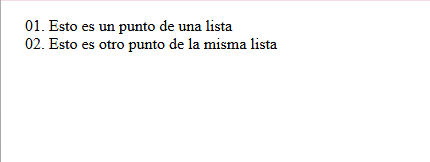 01. Esto es un punto de una lista
02. Esto es otro punto de la misma lista